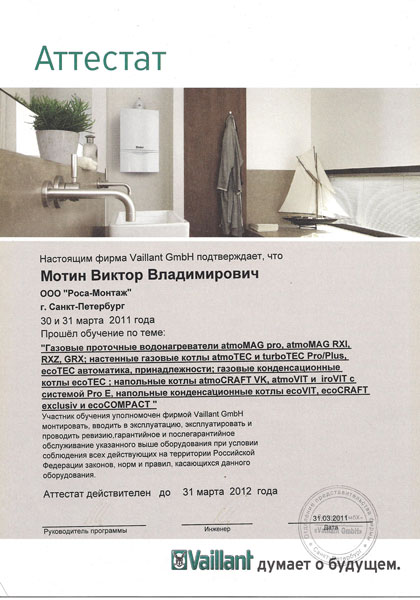 Аттестат
Настоящим фирма Vaillant GmbH подтверждает, что
Мотин Виктор Владимирович
ООО "Роса-Монтаж"
г. Санкт-Петербург
30 и 31 марта 2011 года
Прошёл обучение по теме:
"Газовые проточные водонагреватели atmoMAG pro, atmoMAG RXI,
RXZ, GRX; настенные газовые котлы atmoTEC и turboTEC Pro/Plus,
ecoTEC автоматика, принадлежности; газовые конденсационные
котлы ecoTEC ; напольные котлы atmoCRAFT VK, atmoVIT и iroVIT с
системой Pro E, напольные конденсационные котлы ecoVIT, ecoCRAFT
exclusiv и ecoCOMPACT "
Участник обучения уполномочен фирмой Vaillant GmbH
монтировать, вводить в эксплуатацию, эксплуатировать и
проводить ревизию,гарантийное и послегарантийное
обслуживание указанного выше оборудования при условии
соблюдения всех действующих на территории Российской
Федерации законов, норм и правил, касающихся данного
оборудования.
Аттестат действителен до 31 марта 2012 года
31.03.2011
Руководитель программы Инженер Дата
Vaillant думает о будущем.